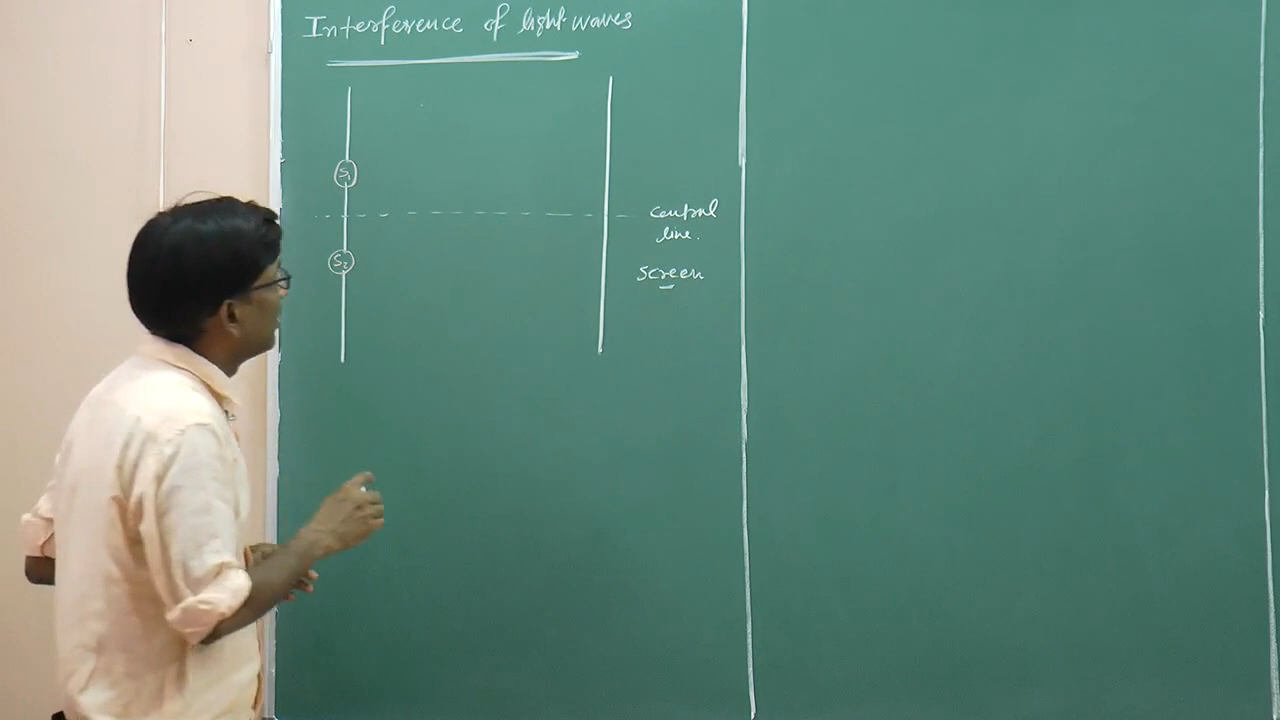 Interference of light waves
S1
central
line.
S2
screen